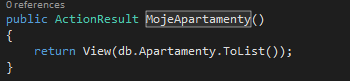 0 references
public ActionResult MojeApartamenty()
{
return View(db.Apartamenty.ToList());
}